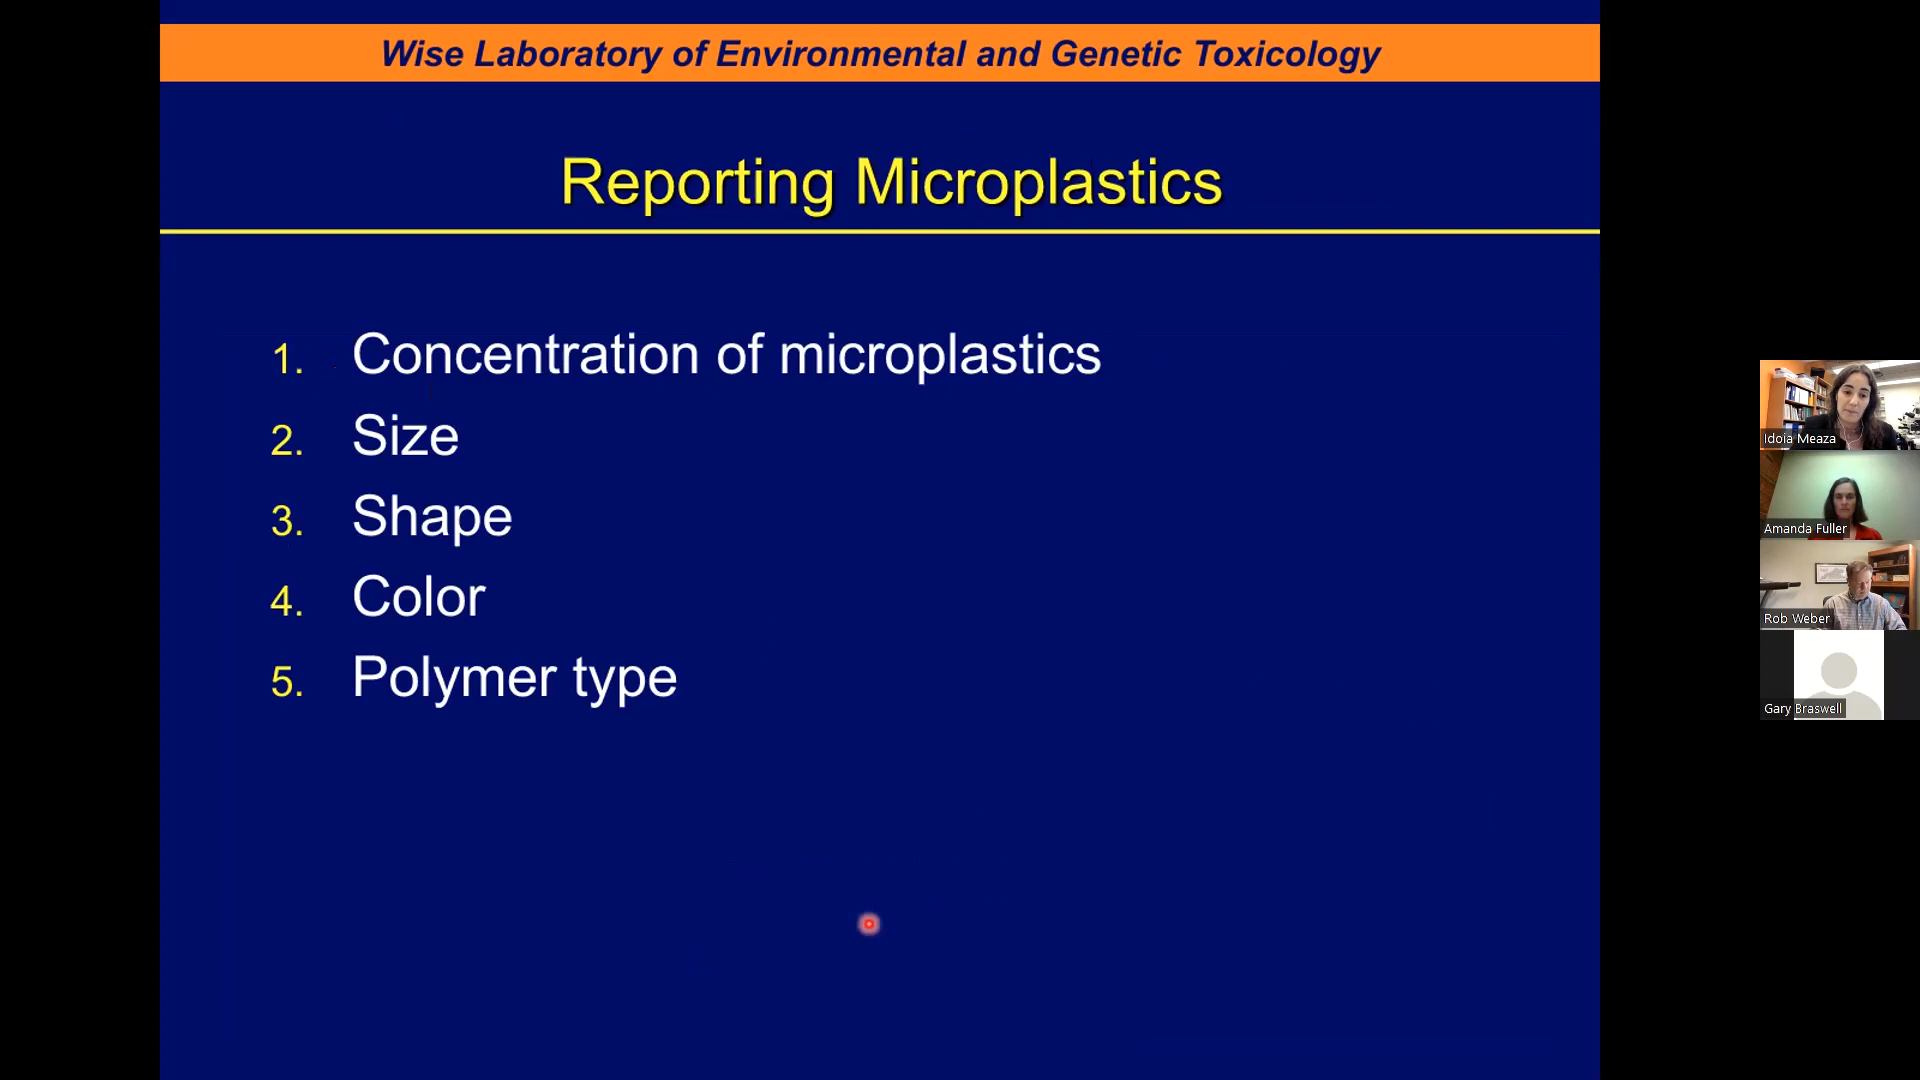 Wise Laboratory of Environmental and Genetic Toxicology
Reporting Microplastics
1. Concentration of microplastics
2. Size
3. Shape
4. Color
5. Polymer type
Idoia Meaza
Amanda Fuller
Rob Weber
Gary Braswell